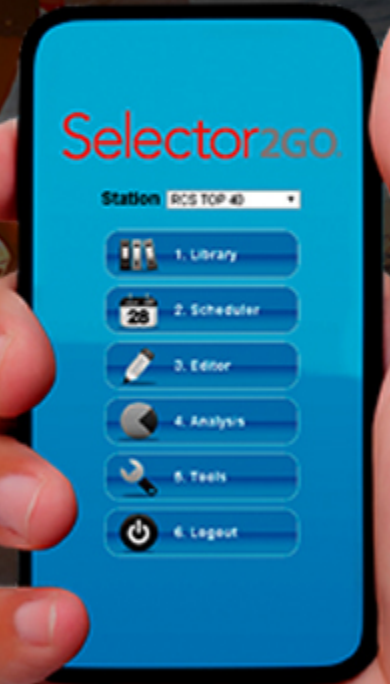 Selector2GO
Station RCS TOP 40
1. Library
28
2. Scheduler
3. Editor
4. Analysis
5. Tools
6. Logout